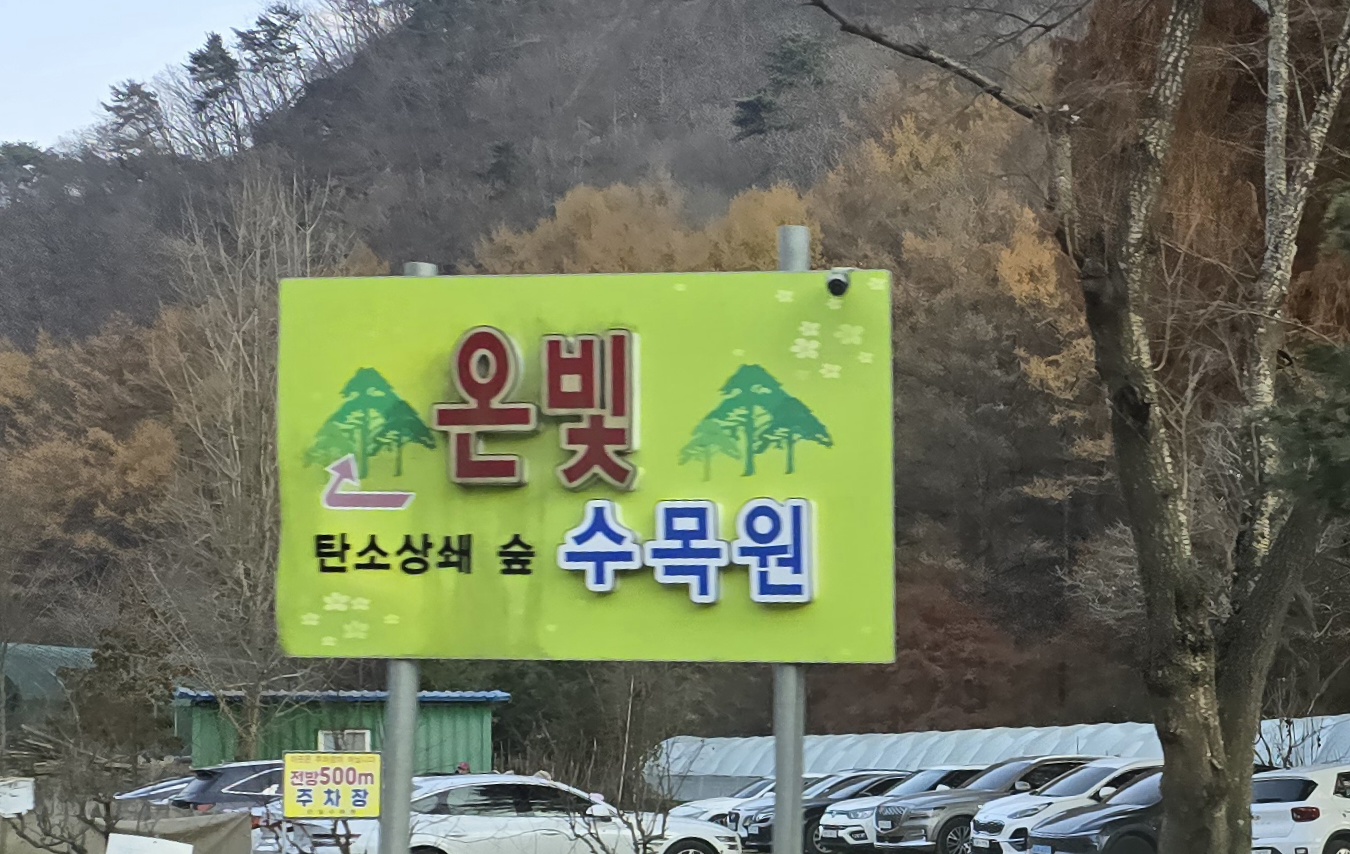 온빛
탄소상쇄 숲 수목원
전방500m
주차장